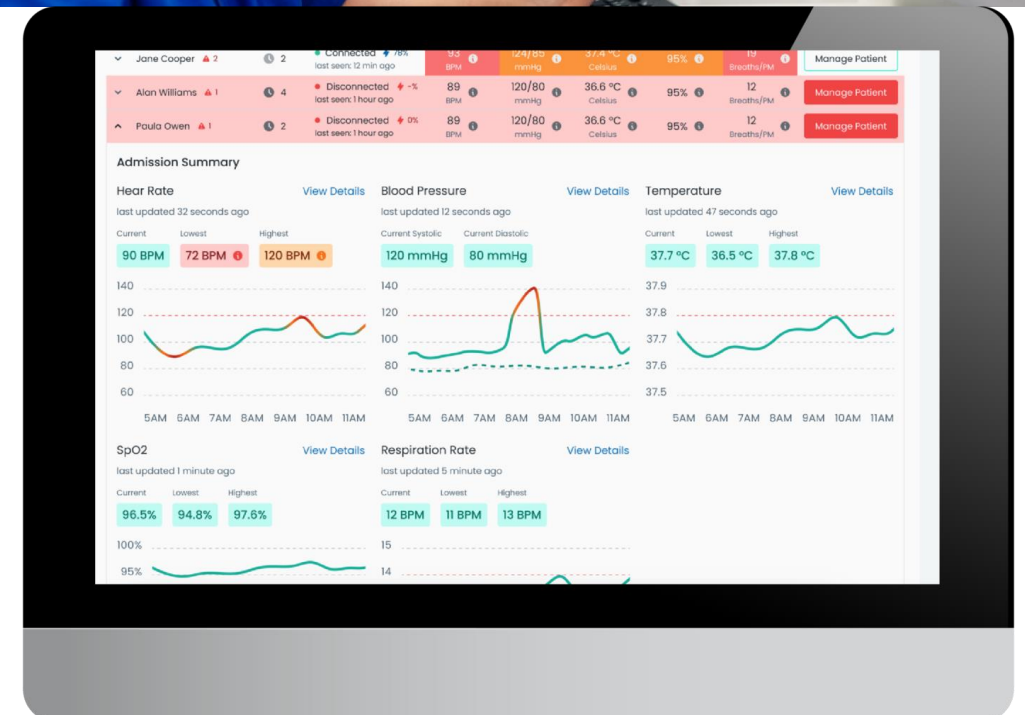 Jane Cooper 2 2 Connected 78% 93 124/85 37.4 °C 95% 19 Manage Patient
last seen: 12 min ago BPM mmHg Celsius Breaths/PM
Alan Williams 1 4 Disconnected -% 89 120/80 36.6 °C 95% 12 Manage Patient
last seen: 1 hour ago BPM mmHg Celsius Breaths/PM
Paula Owen 1 2 Disconnected 0% 89 120/80 36.6 °C 95% 12 Manage Patient
last seen: 1 hour ago BPM mmHg Celsius Breaths/PM
Admission Summary
Hear Rate View Details
last updated 32 seconds ago
Current Lowest Highest
90 BPM 72 BPM 120 BPM
140
120
100
80
60
5AM 6AM 7AM 8AM 9AM 10AM 11AM
Blood Pressure View Details
last updated 12 seconds ago
Current Systolic Current Diastolic
120 mmHg 80 mmHg
140
120
100
80
60
5AM 6AM 7AM 8AM 9AM 10AM 11AM
Temperature View Details
last updated 47 seconds ago
Current Lowest Highest
37.7 °C 36.5 °C 37.8 °C
37.9
37.8
37.7
37.6
37.5
5AM 6AM 7AM 8AM 9AM 10AM 11AM
SpO2 View Details
last updated 1 minute ago
Current Lowest Highest
96.5% 94.8% 97.6%
100%
95%
Respiration Rate View Details
last updated 5 minute ago
Current Lowest Highest
12 BPM 11 BPM 13 BPM
15
14